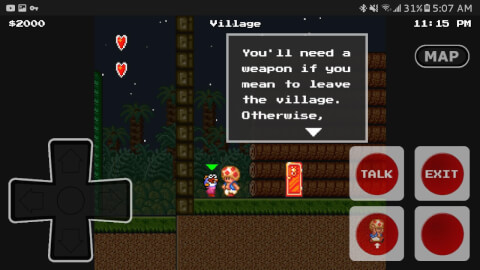 31% 5:07 AM
$2000
Village
11:15 PM
You'll need a
weapon if you
mean to leave
the village.
Otherwise,
MAP
TALK
EXIT